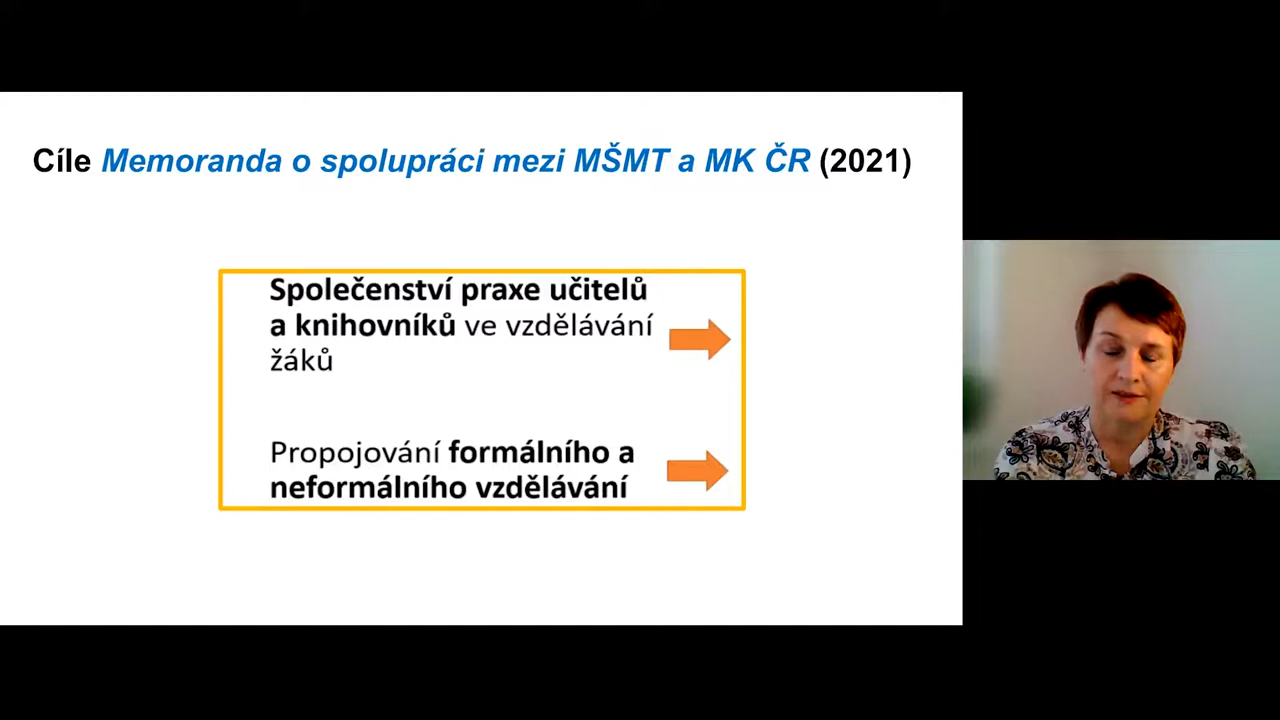 Cíle Memoranda o spolupráci mezi MŠMT a MK ČR (2021)
Společenství praxe učitelů
a knihovníků ve vzdělávání
žáků
Propojování formálního a
neformálního vzdělávání